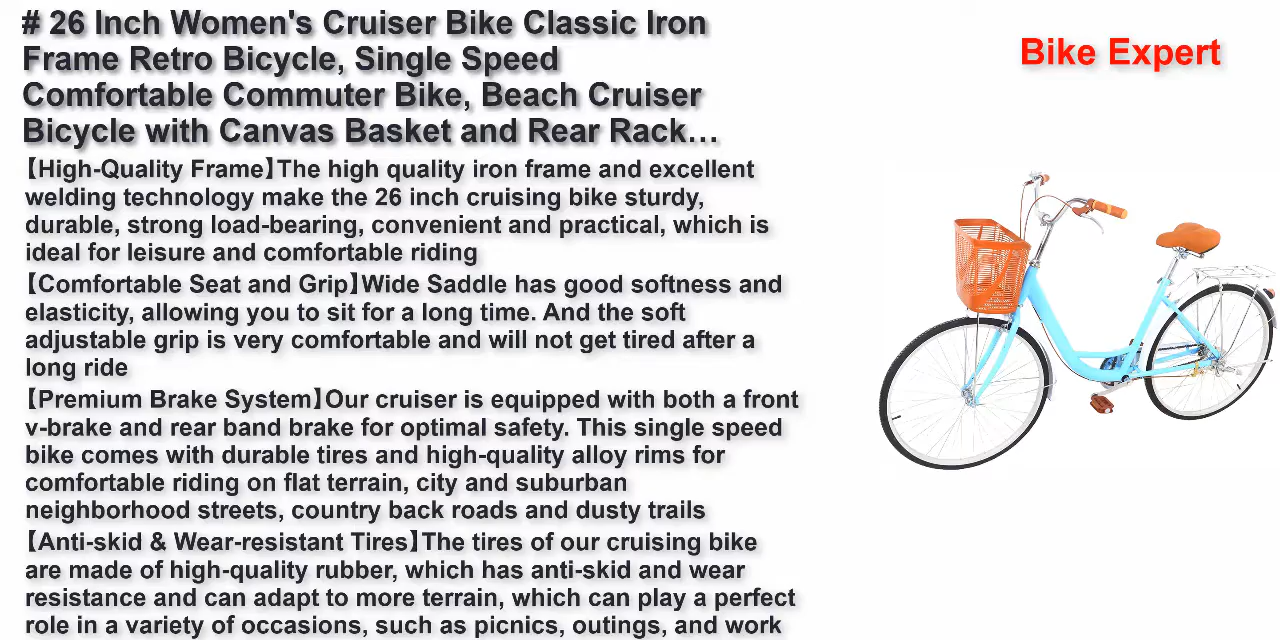 # 26 Inch Women's Cruiser Bike Classic Iron
Frame Retro Bicycle, Single Speed
Comfortable Commuter Bike, Beach Cruiser
Bicycle with Canvas Basket and Rear Rack…
Bike Expert
【High-Quality Frame】The high quality iron frame and excellent
welding technology make the 26 inch cruising bike sturdy,
durable, strong load-bearing, convenient and practical, which is
ideal for leisure and comfortable riding
【Comfortable Seat and Grip】Wide Saddle has good softness and
elasticity, allowing you to sit for a long time. And the soft
adjustable grip is very comfortable and will not get tired after a
long ride
【Premium Brake System】Our cruiser is equipped with both a front
v-brake and rear band brake for optimal safety. This single speed
bike comes with durable tires and high-quality alloy rims for
comfortable riding on flat terrain, city and suburban
neighborhood streets, country back roads and dusty trails
【Anti-skid & Wear-resistant Tires】The tires of our cruising bike
are made of high-quality rubber, which has anti-skid and wear
resistance and can adapt to more terrain, which can play a perfect
role in a variety of occasions, such as picnics, outings, and work